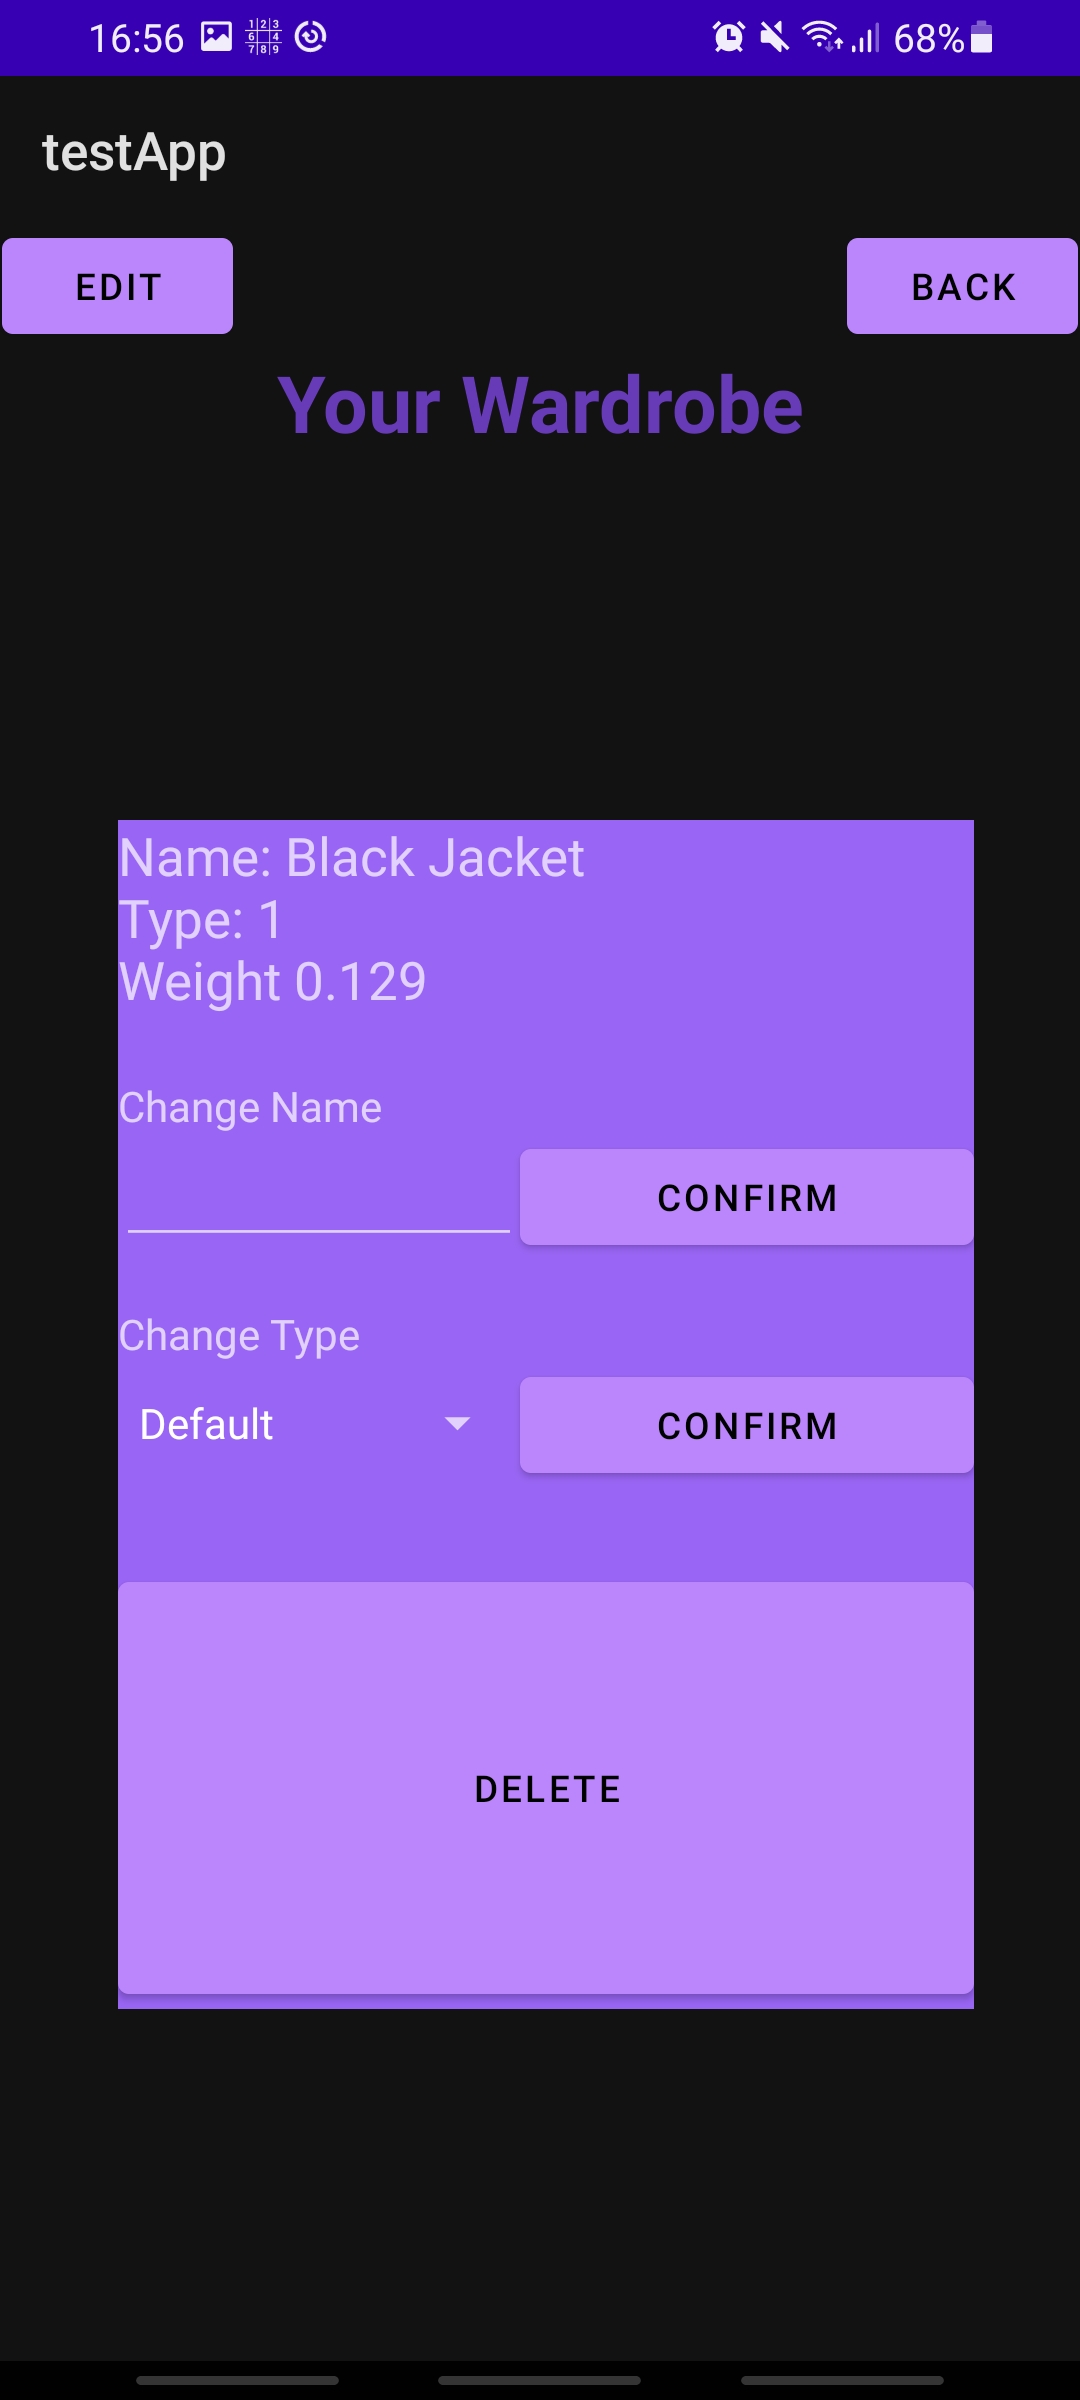 16:56 68%
testApp
EDIT BACK
Your Wardrobe
Name: Black Jacket
Type: 1
Weight 0.129
Change Name
CONFIRM
Change Type
Default CONFIRM
DELETE